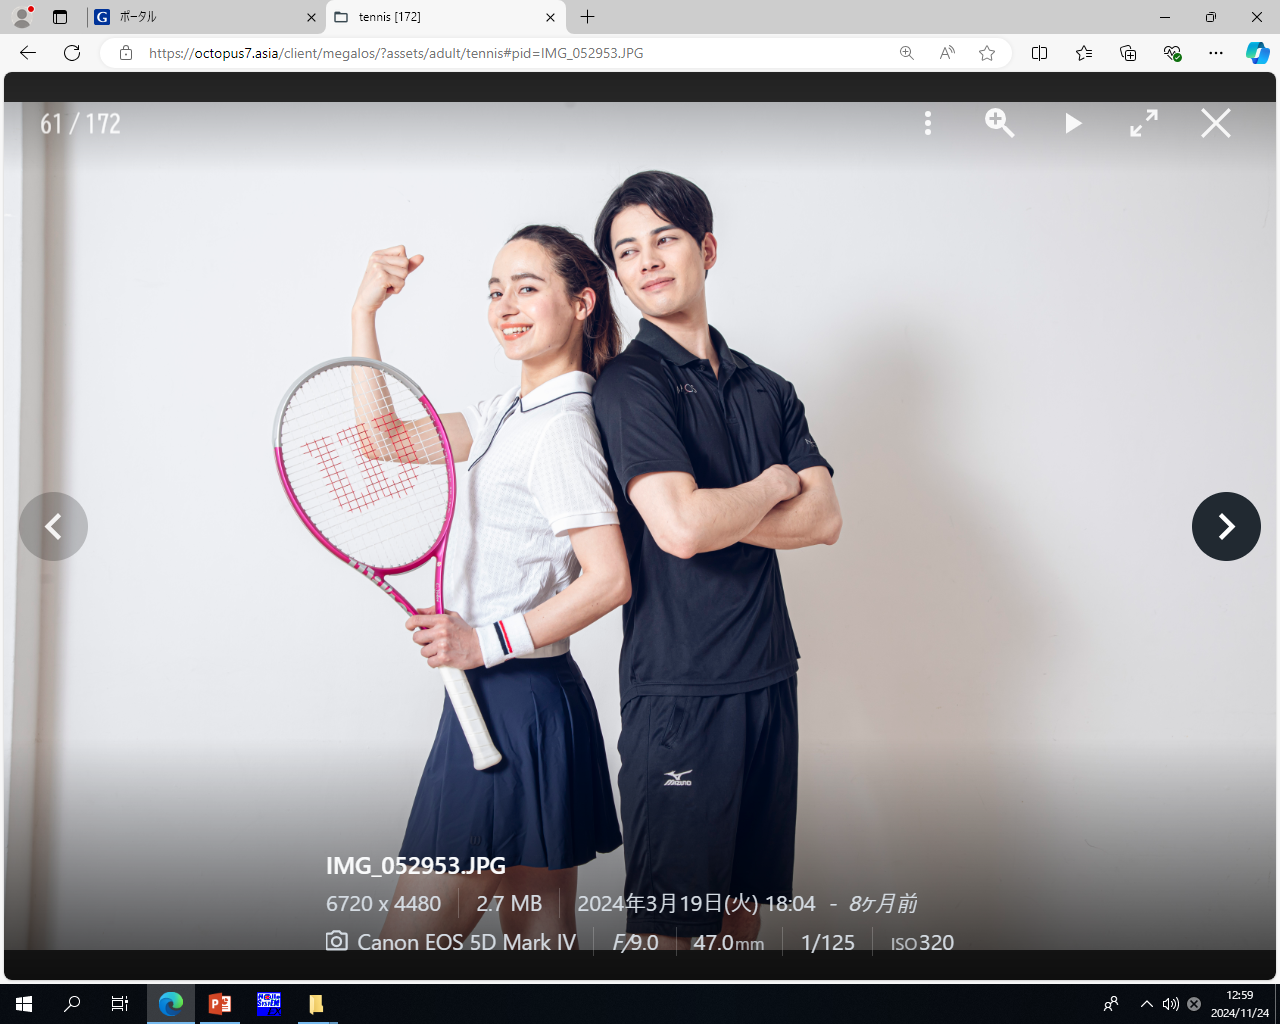 ポータル
tennis [172]
https://octopus7.asia/client/megalos/?assets/adult/tennis#pid=IMG_052953.JPG
61 / 172
MIZUNO
IMG_052953.JPG
6720 x 4480 2.7 MB 2024年3月19日(火) 18:04 - 8ヶ月前
Canon EOS 5D Mark IV F/9.0 47.0mm 1/125 ISO320
12:59
2024/11/24